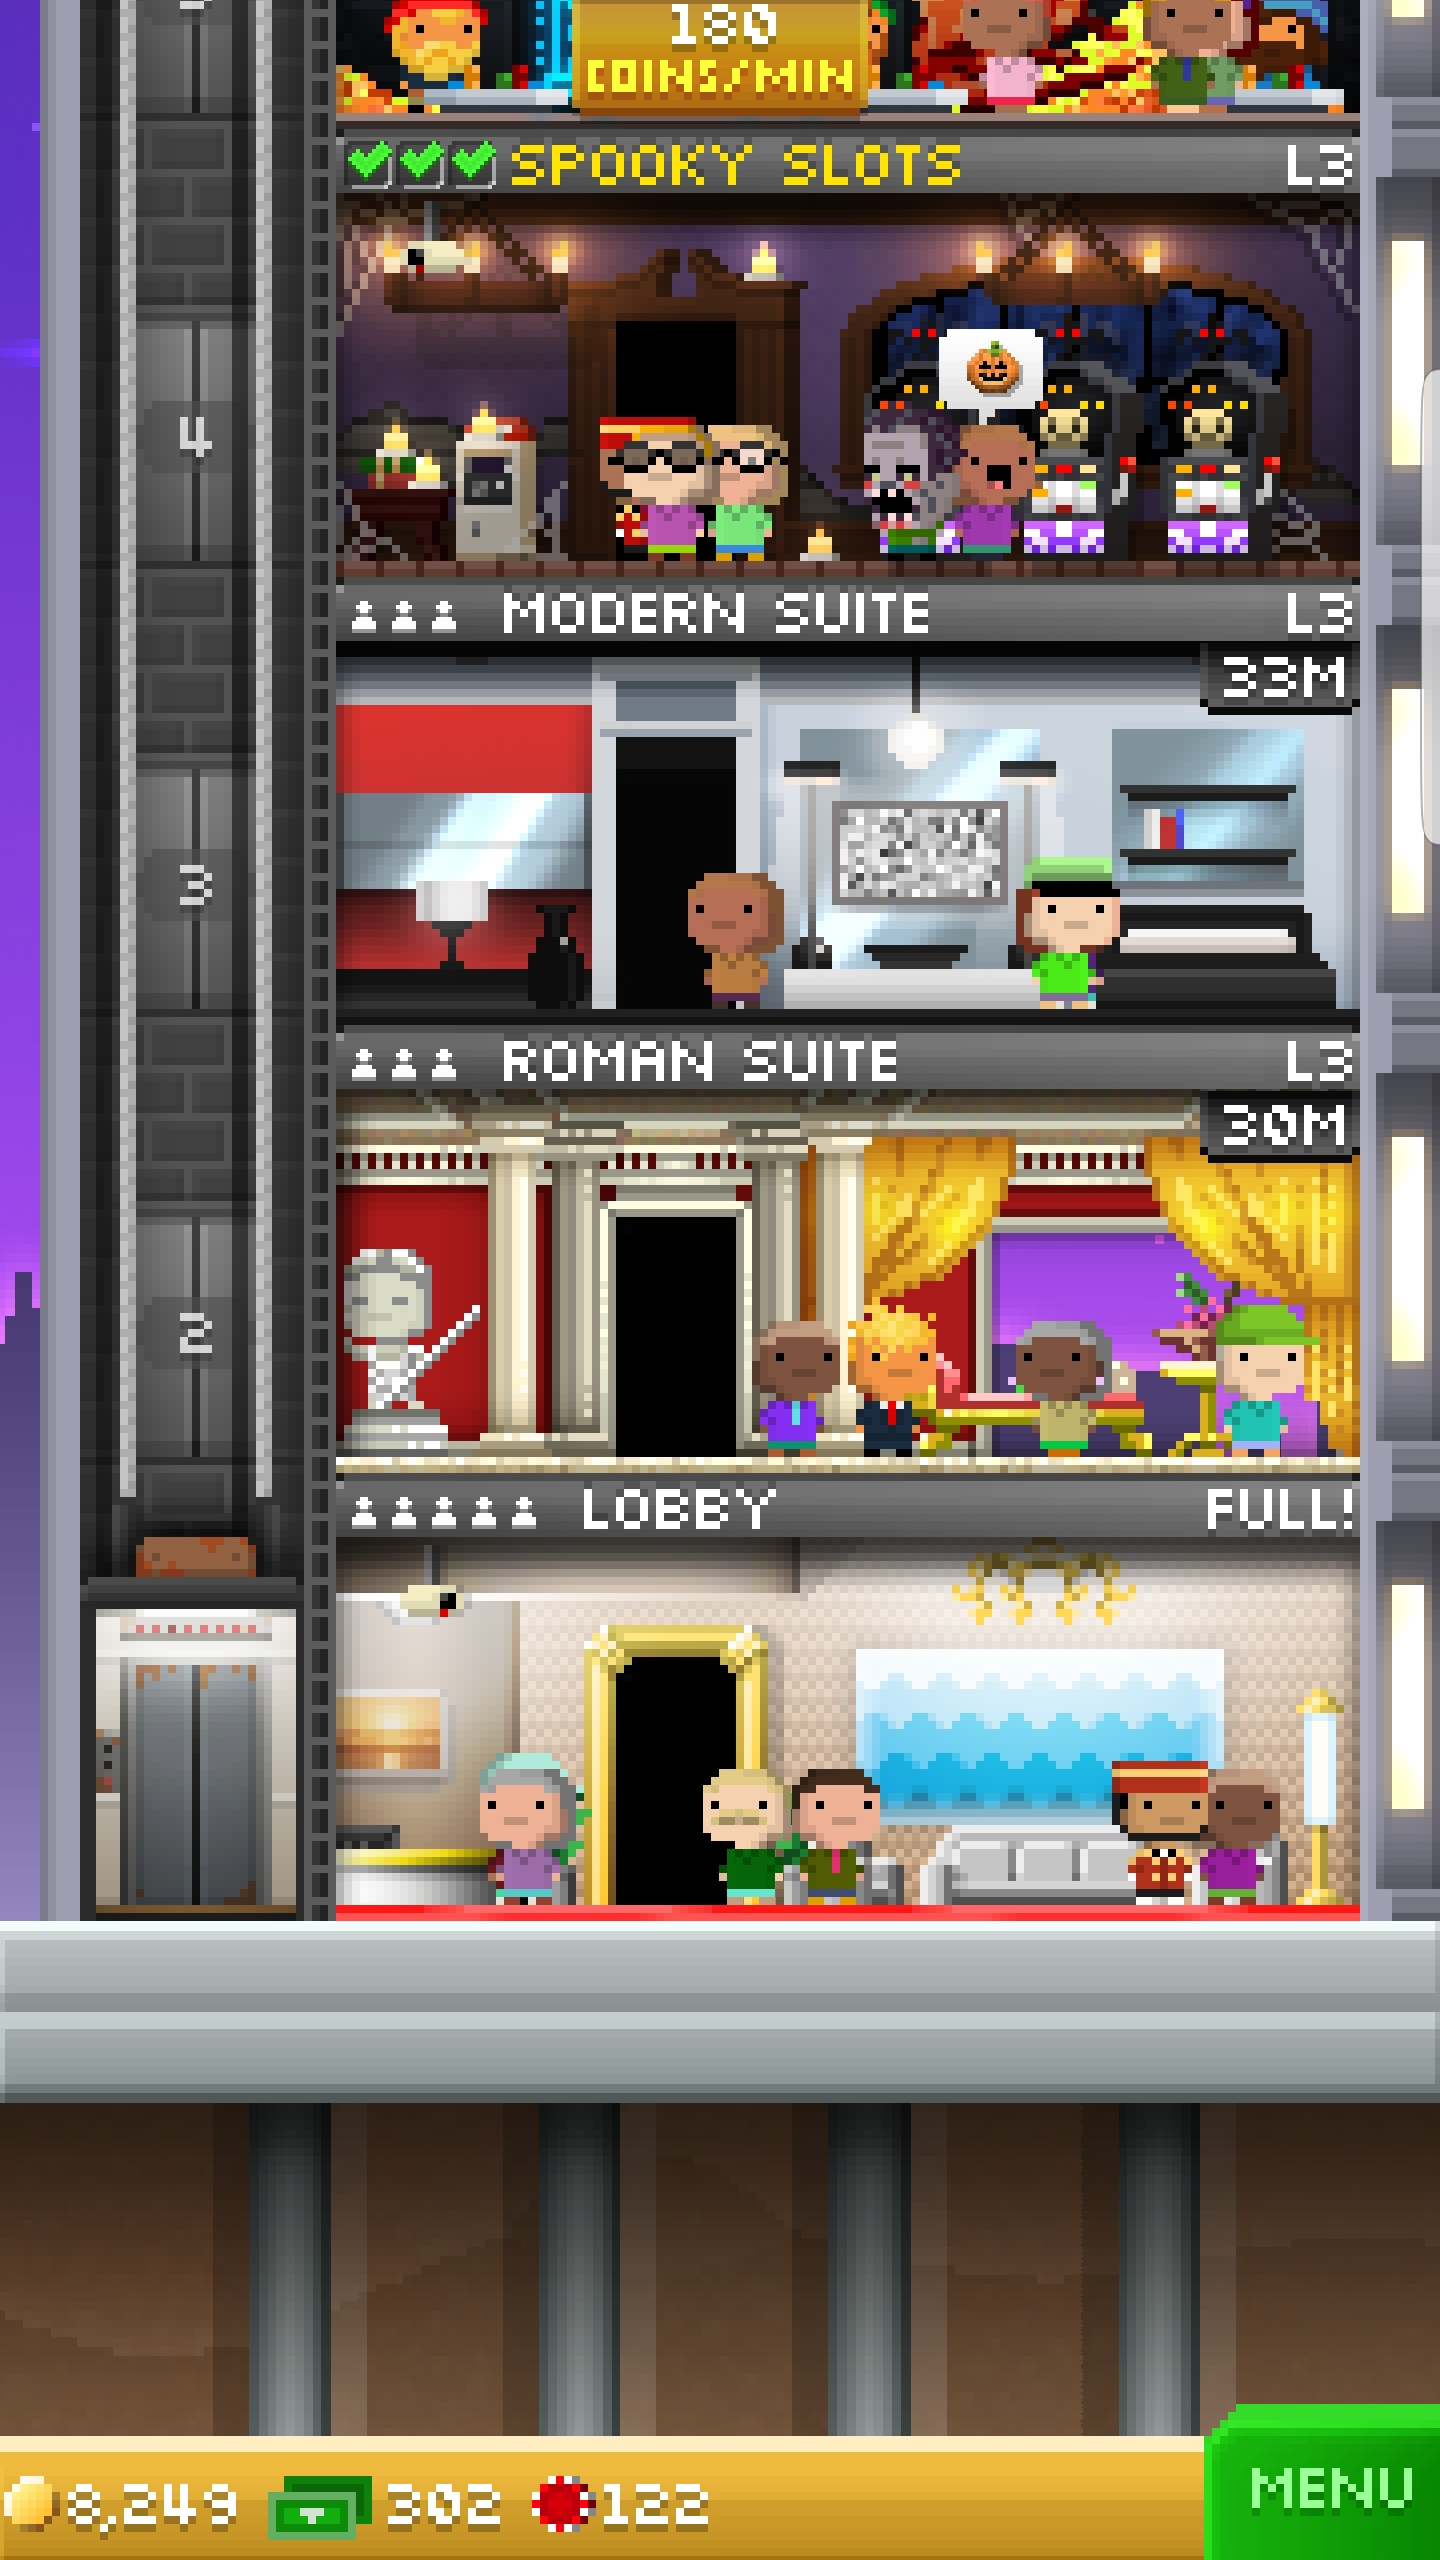 180
COINS/MIN
SPOOKY SLOTS L3
4
MODERN SUITE L3
33M
3
ROMAN SUITE L3
30M
2
LOBBY FULL!
8,249 302 122
MENU